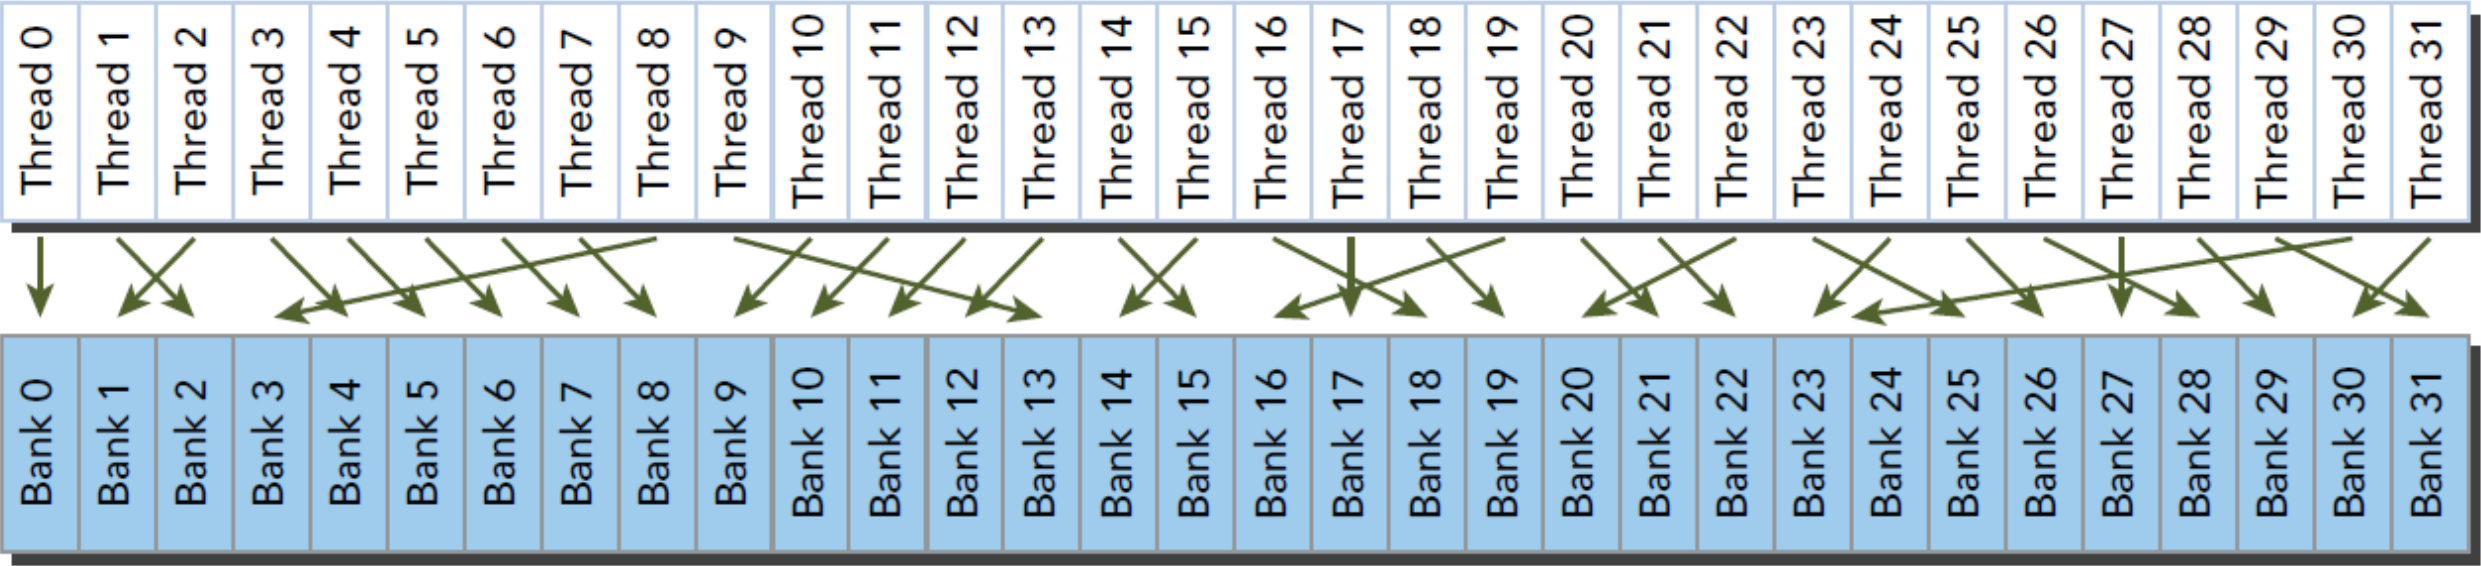 Thread 0
Thread 1
Thread 2
Thread 3
Thread 4
Thread 5
Thread 6
Thread 7
Thread 8
Thread 9
Thread 10
Thread 11
Thread 12
Thread 13
Thread 14
Thread 15
Thread 16
Thread 17
Thread 18
Thread 19
Thread 20
Thread 21
Thread 22
Thread 23
Thread 24
Thread 25
Thread 26
Thread 27
Thread 28
Thread 29
Thread 30
Thread 31
Bank 0
Bank 1
Bank 2
Bank 3
Bank 4
Bank 5
Bank 6
Bank 7
Bank 8
Bank 9
Bank 10
Bank 11
Bank 12
Bank 13
Bank 14
Bank 15
Bank 16
Bank 17
Bank 18
Bank 19
Bank 20
Bank 21
Bank 22
Bank 23
Bank 24
Bank 25
Bank 26
Bank 27
Bank 28
Bank 29
Bank 30
Bank 31